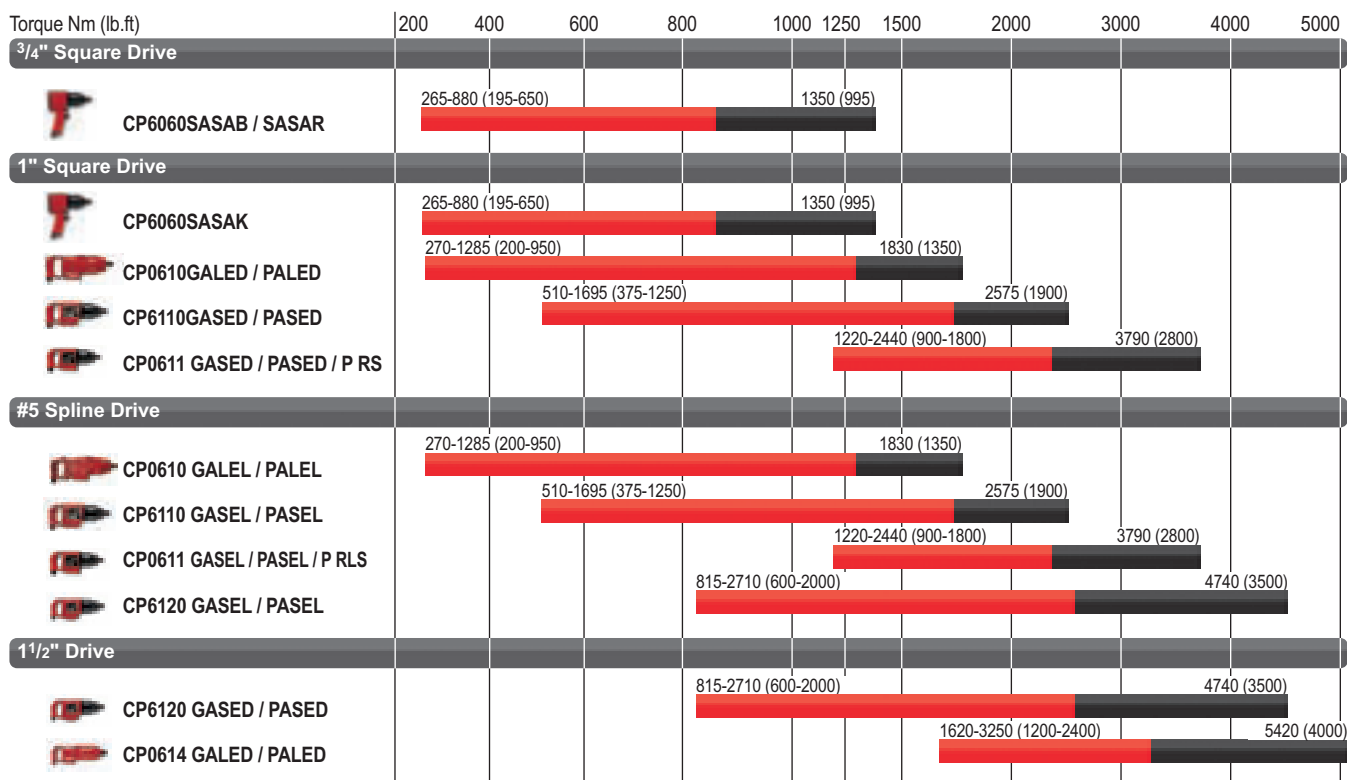 Torque Nm (lb.ft) 200 400 600 800 1000 1250 1500 2000 3000 4000 5000
3/4" Square Drive
265-880 (195-650) 1350 (995)
CP6060SASAB / SASAR
1" Square Drive
265-880 (195-650) 1350 (995)
CP6060SASAK
270-1285 (200-950) 1830 (1350)
CP0610GALED / PALED
510-1695 (375-1250) 2575 (1900)
CP6110GASED / PASED
1220-2440 (900-1800) 3790 (2800)
CP0611 GASED / PASED / P RS
#5 Spline Drive
270-1285 (200-950) 1830 (1350)
CP0610 GALEL / PALEL
510-1695 (375-1250) 2575 (1900)
CP6110 GASEL / PASEL
1220-2440 (900-1800) 3790 (2800)
CP0611 GASEL / PASEL / P RLS
815-2710 (600-2000) 4740 (3500)
CP6120 GASEL / PASEL
1 1/2" Drive
815-2710 (600-2000) 4740 (3500)
CP6120 GASED / PASED
1620-3250 (1200-2400) 5420 (4000)
CP0614 GALED / PALED